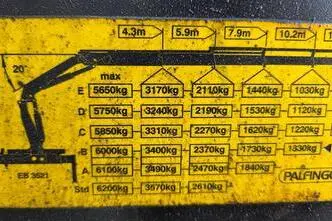 4.3m 5.9m 7.9m 10.2m
20°
max
E 5650kg 3170kg 2110kg 1440kg 1030kg
D 5750kg 3240kg 2190kg 1530kg 1120kg
C 5850kg 3310kg 2270kg 1620kg 1220kg
B 6000kg 3400kg 2370kg 1730kg 1330kg
A 6100kg 3490kg 2470kg 1840kg
Std 6200kg 3570kg 2610kg
EB 3521